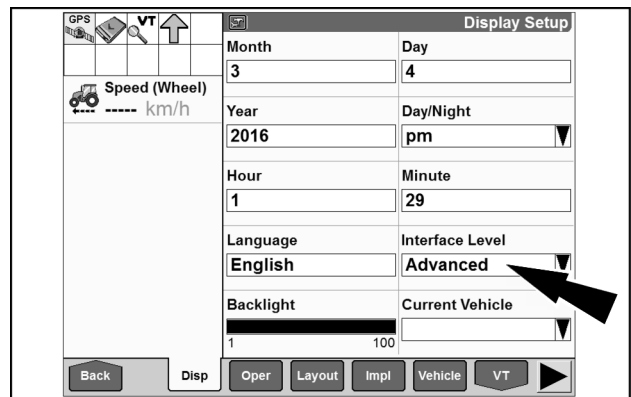 GPS
L
VT
Display Setup
Speed (Wheel)
----- km/h
Month
Day
3
4
Year
Day/Night
2016
pm
Hour
Minute
1
29
Language
Interface Level
English
Advanced
Backlight
Current Vehicle
1
100
Back
Disp
Oper
Layout
Impl
Vehicle
VT